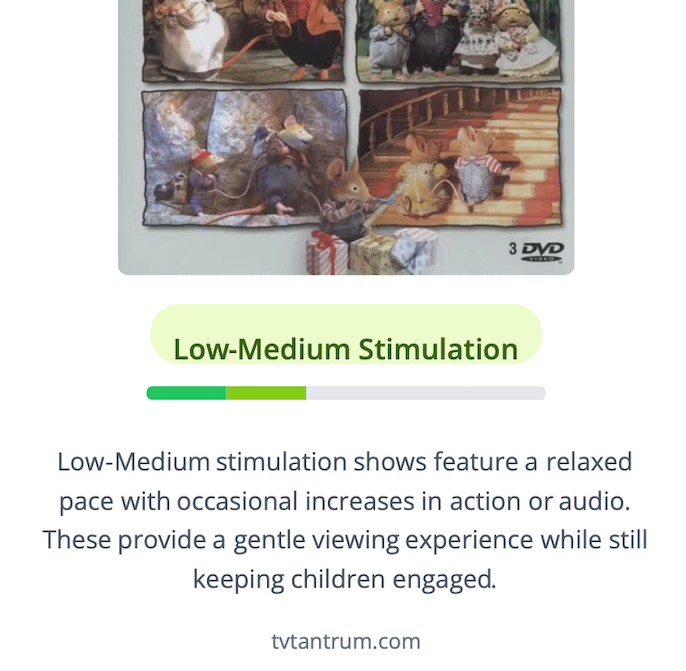 3 DVD
VIDEO
Low-Medium Stimulation
Low-Medium stimulation shows feature a relaxed
pace with occasional increases in action or audio.
These provide a gentle viewing experience while still
keeping children engaged.
tvtantrum.com